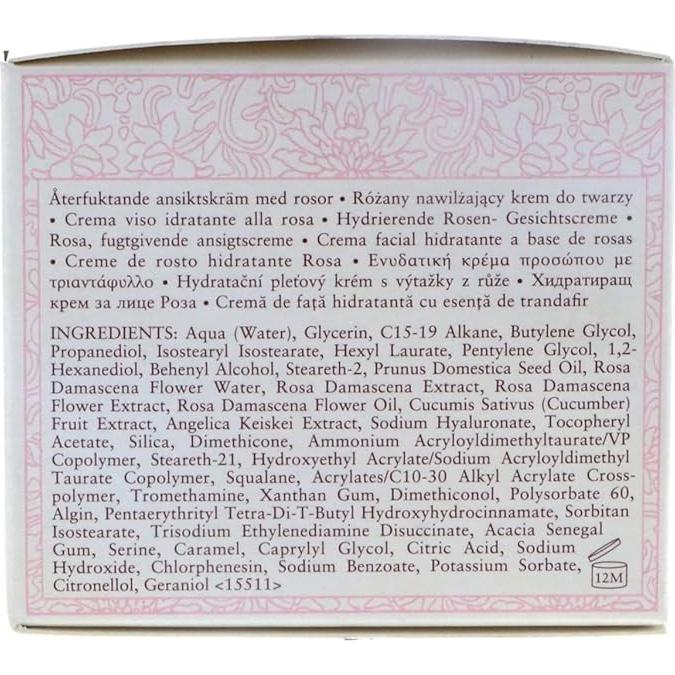 Återfuktande ansiktskräm med rosor • Różany nawilżający krem do twarzy
• Crema viso idratante alla rosa • Hydrierende Rosen- Gesichtscreme •
Rosa, fugtgivende ansigtscreme • Crema facial hidratante a base de rosas
• Creme de rosto hidratante Rosa • Ενυδατική κρέμα προσώπου με
τριαντάφυλλο • Hydratační pleťový krém s výtažky z růže • Хидратиращ
крем за лице Роза • Cremă de față hidratantă cu esență de trandafir
INGREDIENTS: Aqua (Water), Glycerin, C15-19 Alkane, Butylene Glycol,
Propanediol, Isostearyl Isostearate, Hexyl Laurate, Pentylene Glycol, 1,2-
Hexanediol, Behenyl Alcohol, Steareth-2, Prunus Domestica Seed Oil, Rosa
Damascena Flower Water, Rosa Damascena Extract, Rosa Damascena
Flower Extract, Rosa Damascena Flower Oil, Cucumis Sativus (Cucumber)
Fruit Extract, Angelica Keiskei Extract, Sodium Hyaluronate, Tocopheryl
Acetate, Silica, Dimethicone, Ammonium Acryloyldimethyltaurate/VP
Copolymer, Steareth-21, Hydroxyethyl Acrylate/Sodium Acryloyldimethyl
Taurate Copolymer, Squalane, Acrylates/C10-30 Alkyl Acrylate Cross-
polymer, Tromethamine, Xanthan Gum, Dimethiconol, Polysorbate 60,
Algin, Pentaerythrityl Tetra-Di-T-Butyl Hydroxyhydrocinnamate, Sorbitan
Isostearate, Trisodium Ethylenediamine Disuccinate, Acacia Senegal
Gum, Serine, Caramel, Caprylyl Glycol, Citric Acid, Sodium
Hydroxide, Chlorphenesin, Sodium Benzoate, Potassium Sorbate,
Citronellol, Geraniol <15511>
12M